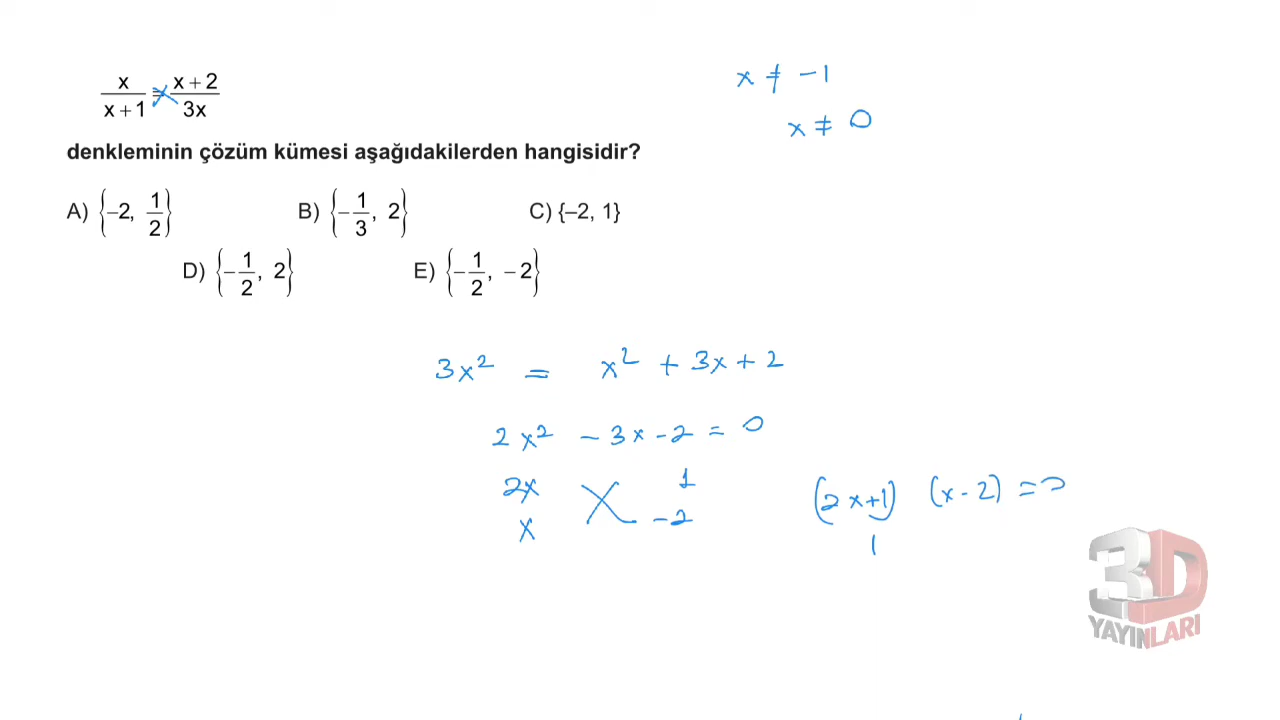 x/(x + 1) = (x + 2)/3x
x ≠ -1
x ≠ 0
denkleminin çözüm kümesi aşağıdakilerden hangisidir?
A) {–2, 1/2} B) {–1/3, 2} C) {–2, 1}
D) {–1/2, 2} E) {–1/2, –2}
3x² = x² + 3x + 2
2x² - 3x - 2 = 0
2x 1
x -2
(2x+1) (x-2) =
3D
YAYINLARI